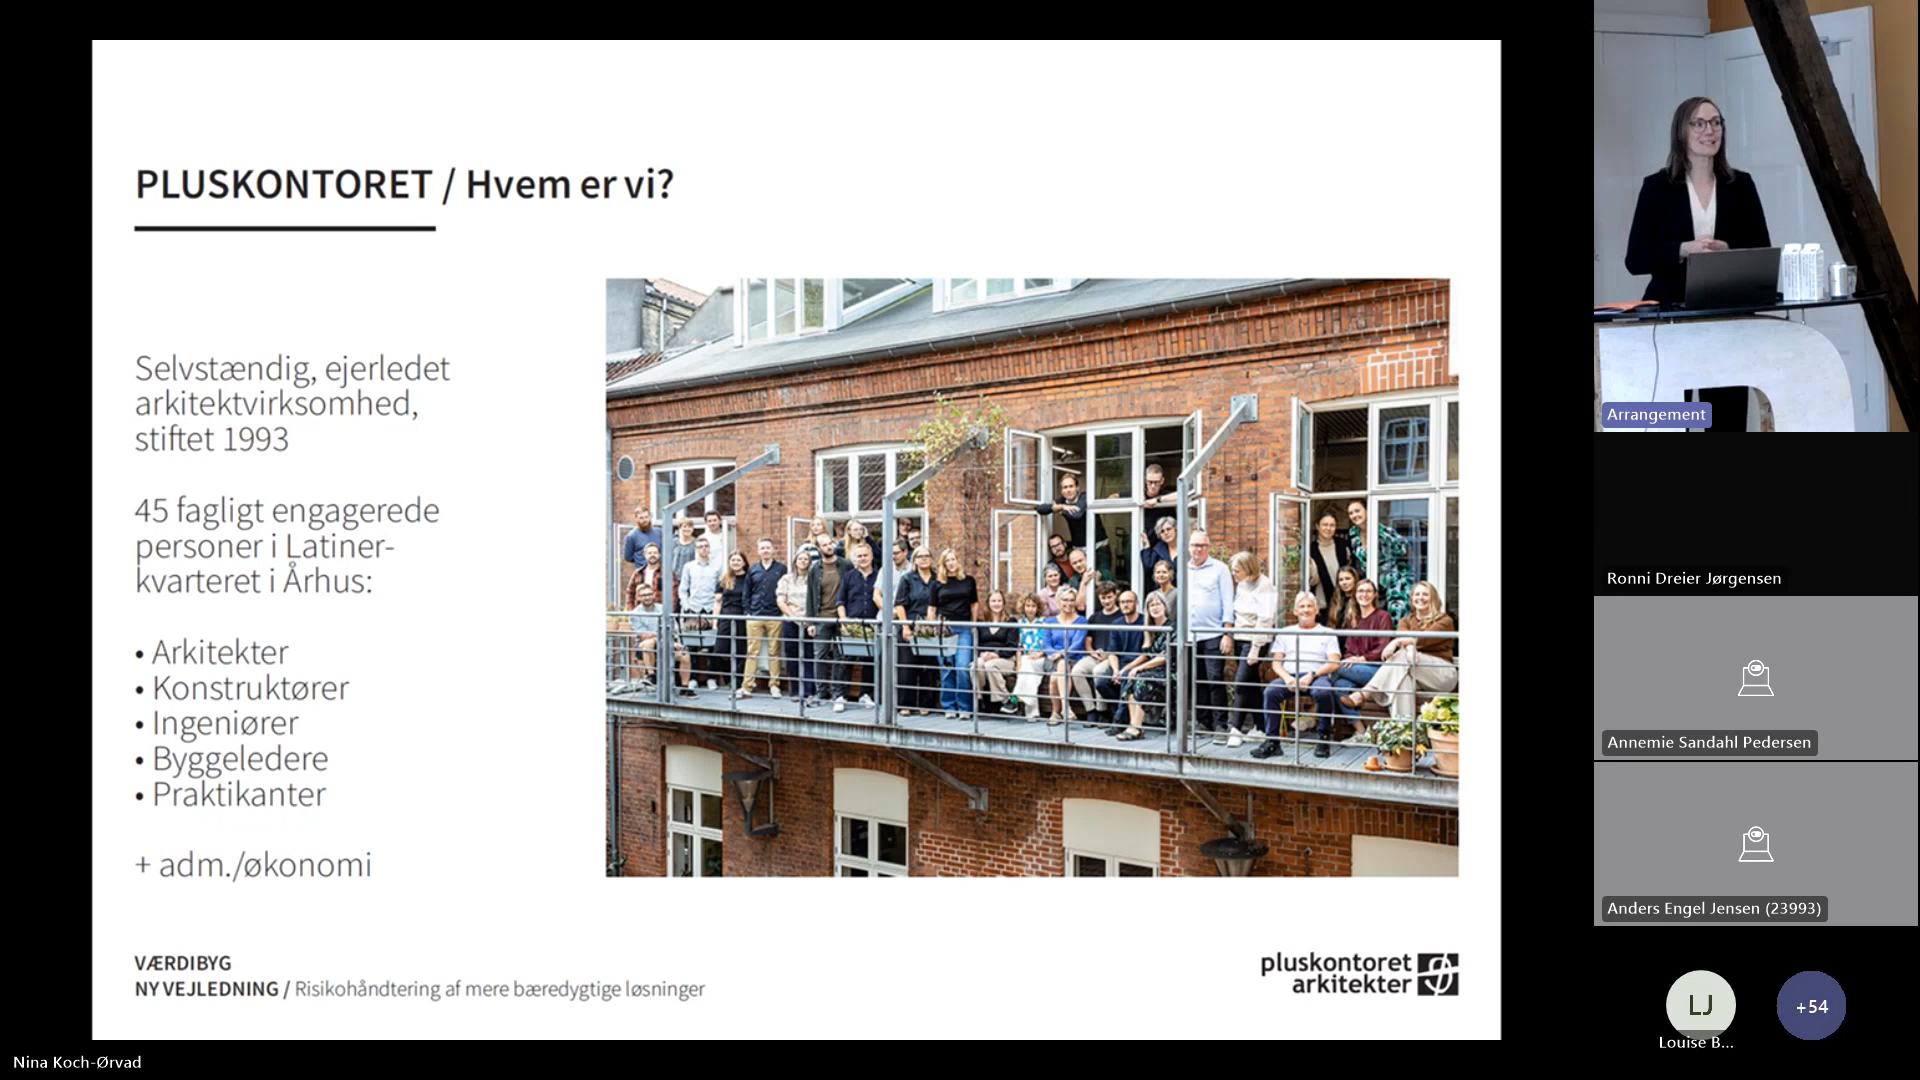 PLUSKONTORET / Hvem er vi?
Selvstændig, ejerledet
arkitektvirksomhed,
stiftet 1993
45 fagligt engagerede
personer i Latiner-
kvarteret i Århus:
• Arkitekter
• Konstruktører
• Ingeniører
• Byggeledere
• Praktikanter
+ adm./økonomi
VÆRDIBYG
NY VEJLEDNING / Risikohåndtering af mere bæredygtige løsninger
pluskontoret
arkitekter
Nina Koch-Ørvad
Arrangement
Ronni Dreier Jørgensen
Annemie Sandahl Pedersen
Anders Engel Jensen (23993)
LJ
+54
Louise B...